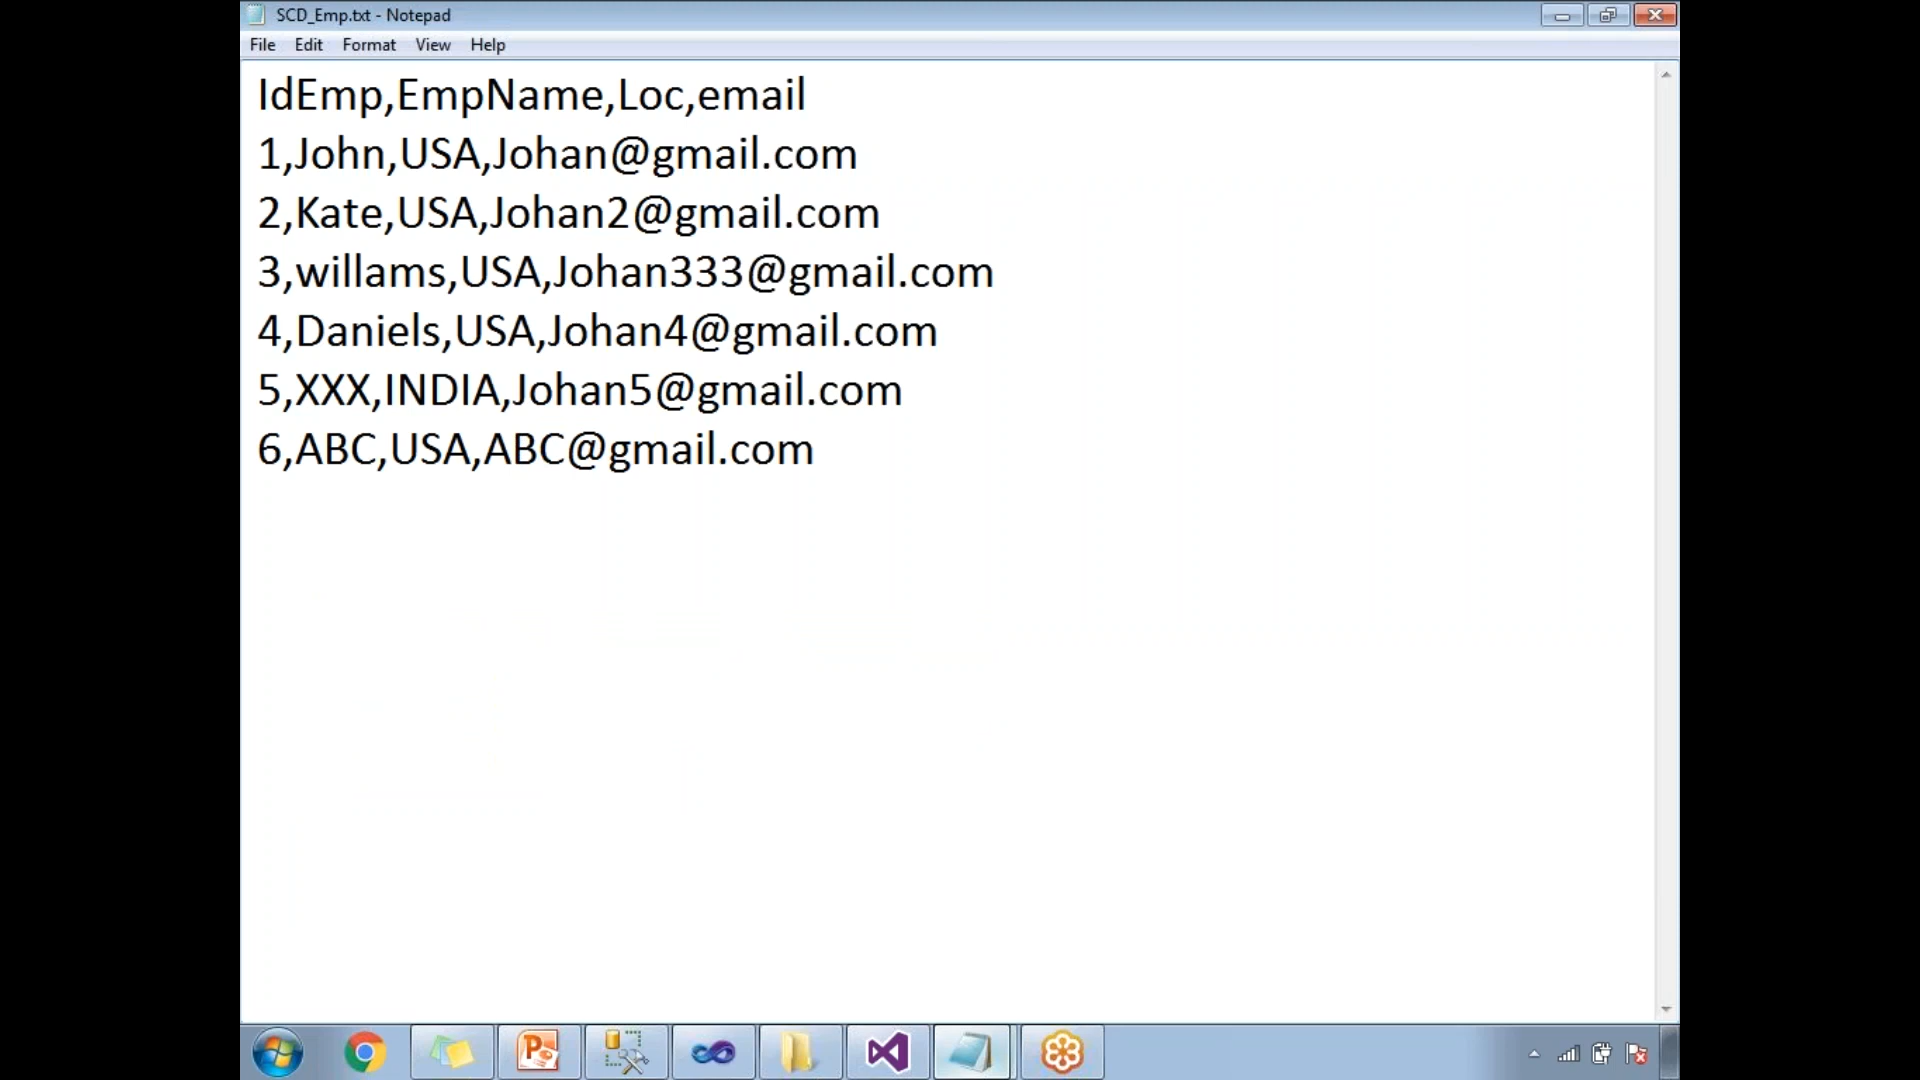 SCD_Emp.txt - Notepad
File Edit Format View Help
IdEmp,EmpName,Loc,email
1,John,USA,Johan@gmail.com
2,Kate,USA,Johan2@gmail.com
3,willams,USA,Johan333@gmail.com
4,Daniels,USA,Johan4@gmail.com
5,XXX,INDIA,Johan5@gmail.com
6,ABC,USA,ABC@gmail.com